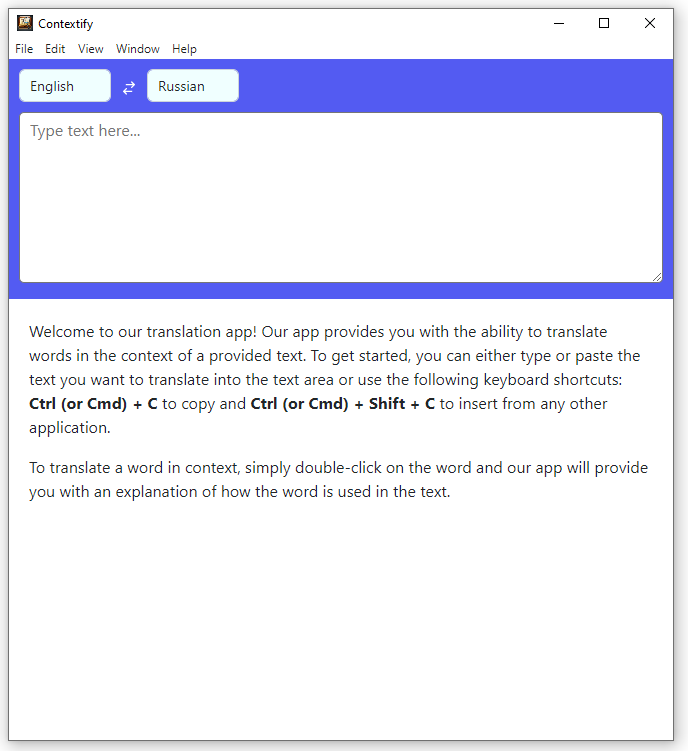 Contextify
File Edit View Window Help
English Russian
Type text here...
Welcome to our translation app! Our app provides you with the ability to translate
words in the context of a provided text. To get started, you can either type or paste the
text you want to translate into the text area or use the following keyboard shortcuts:
Ctrl (or Cmd) + C to copy and Ctrl (or Cmd) + Shift + C to insert from any other
application.
To translate a word in context, simply double-click on the word and our app will provide
you with an explanation of how the word is used in the text.